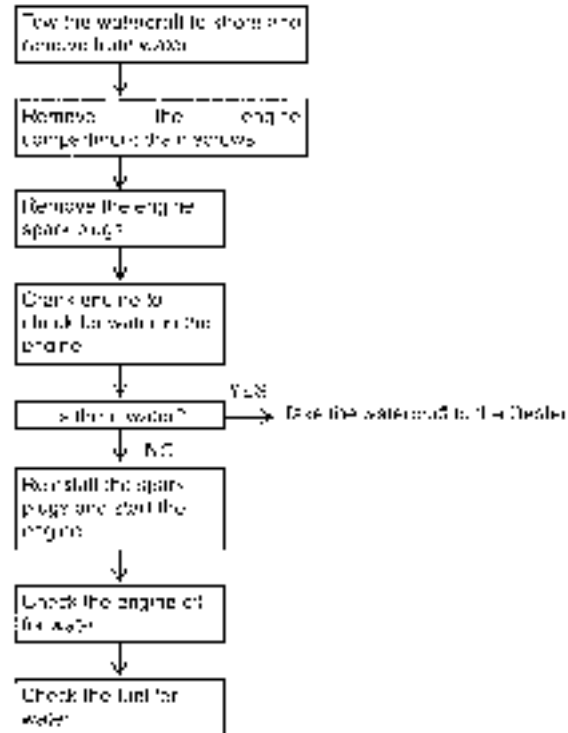 Tow the watercraft to shore and
remove from water
Remove the engine
compartment drain screws
Remove the engine
spark plugs
Crank engine to
check for water in the
engine
Is there water?
YES
Take the watercraft to the Dealer
NO
Reinstall the spark
plugs and start the
engine
Check the engine oil
for water
Check the fuel for
water